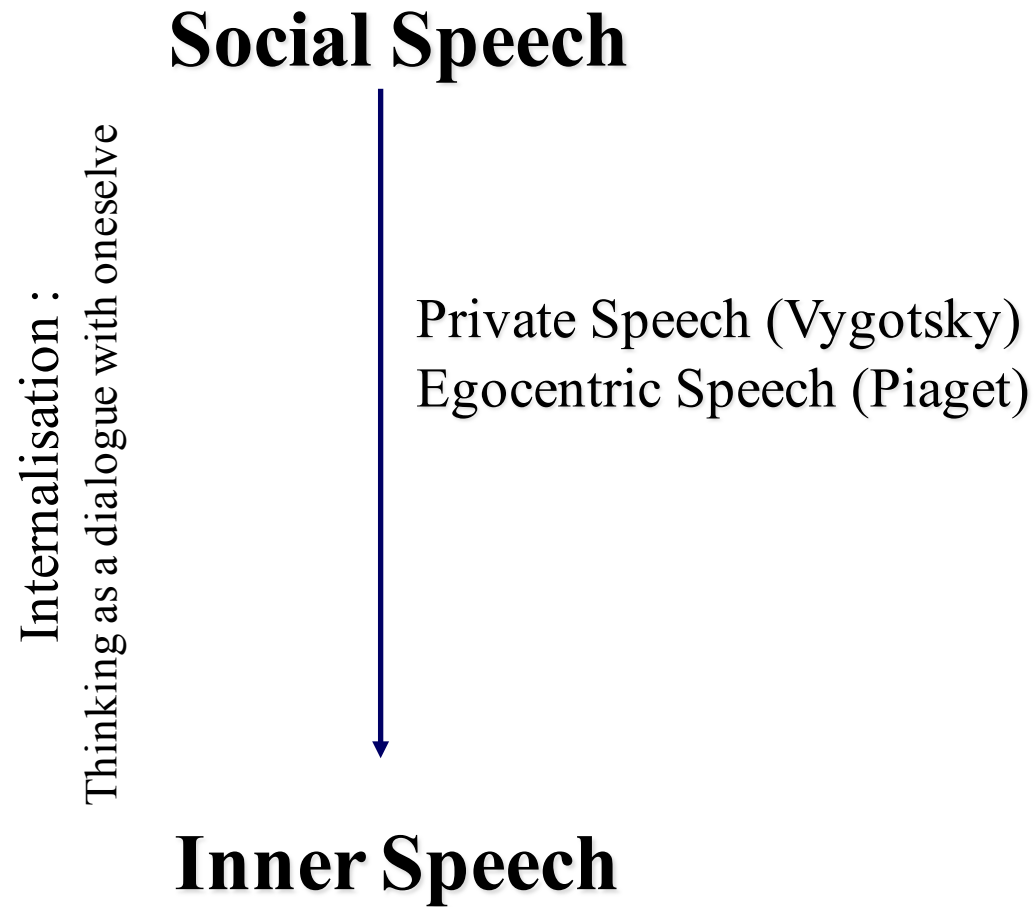 Social Speech
Internalisation :
Thinking as a dialogue with oneselve
Private Speech (Vygotsky)
Egocentric Speech (Piaget)
Inner Speech